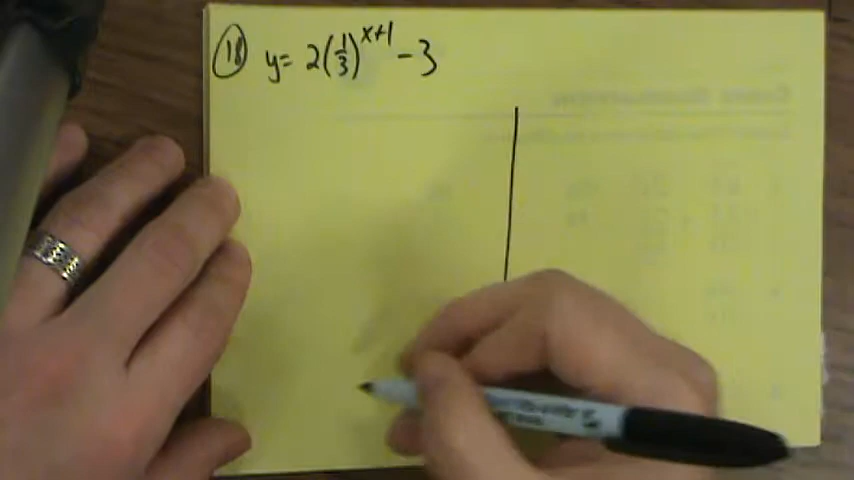 18 y = 2(1/3)^x+1 - 3